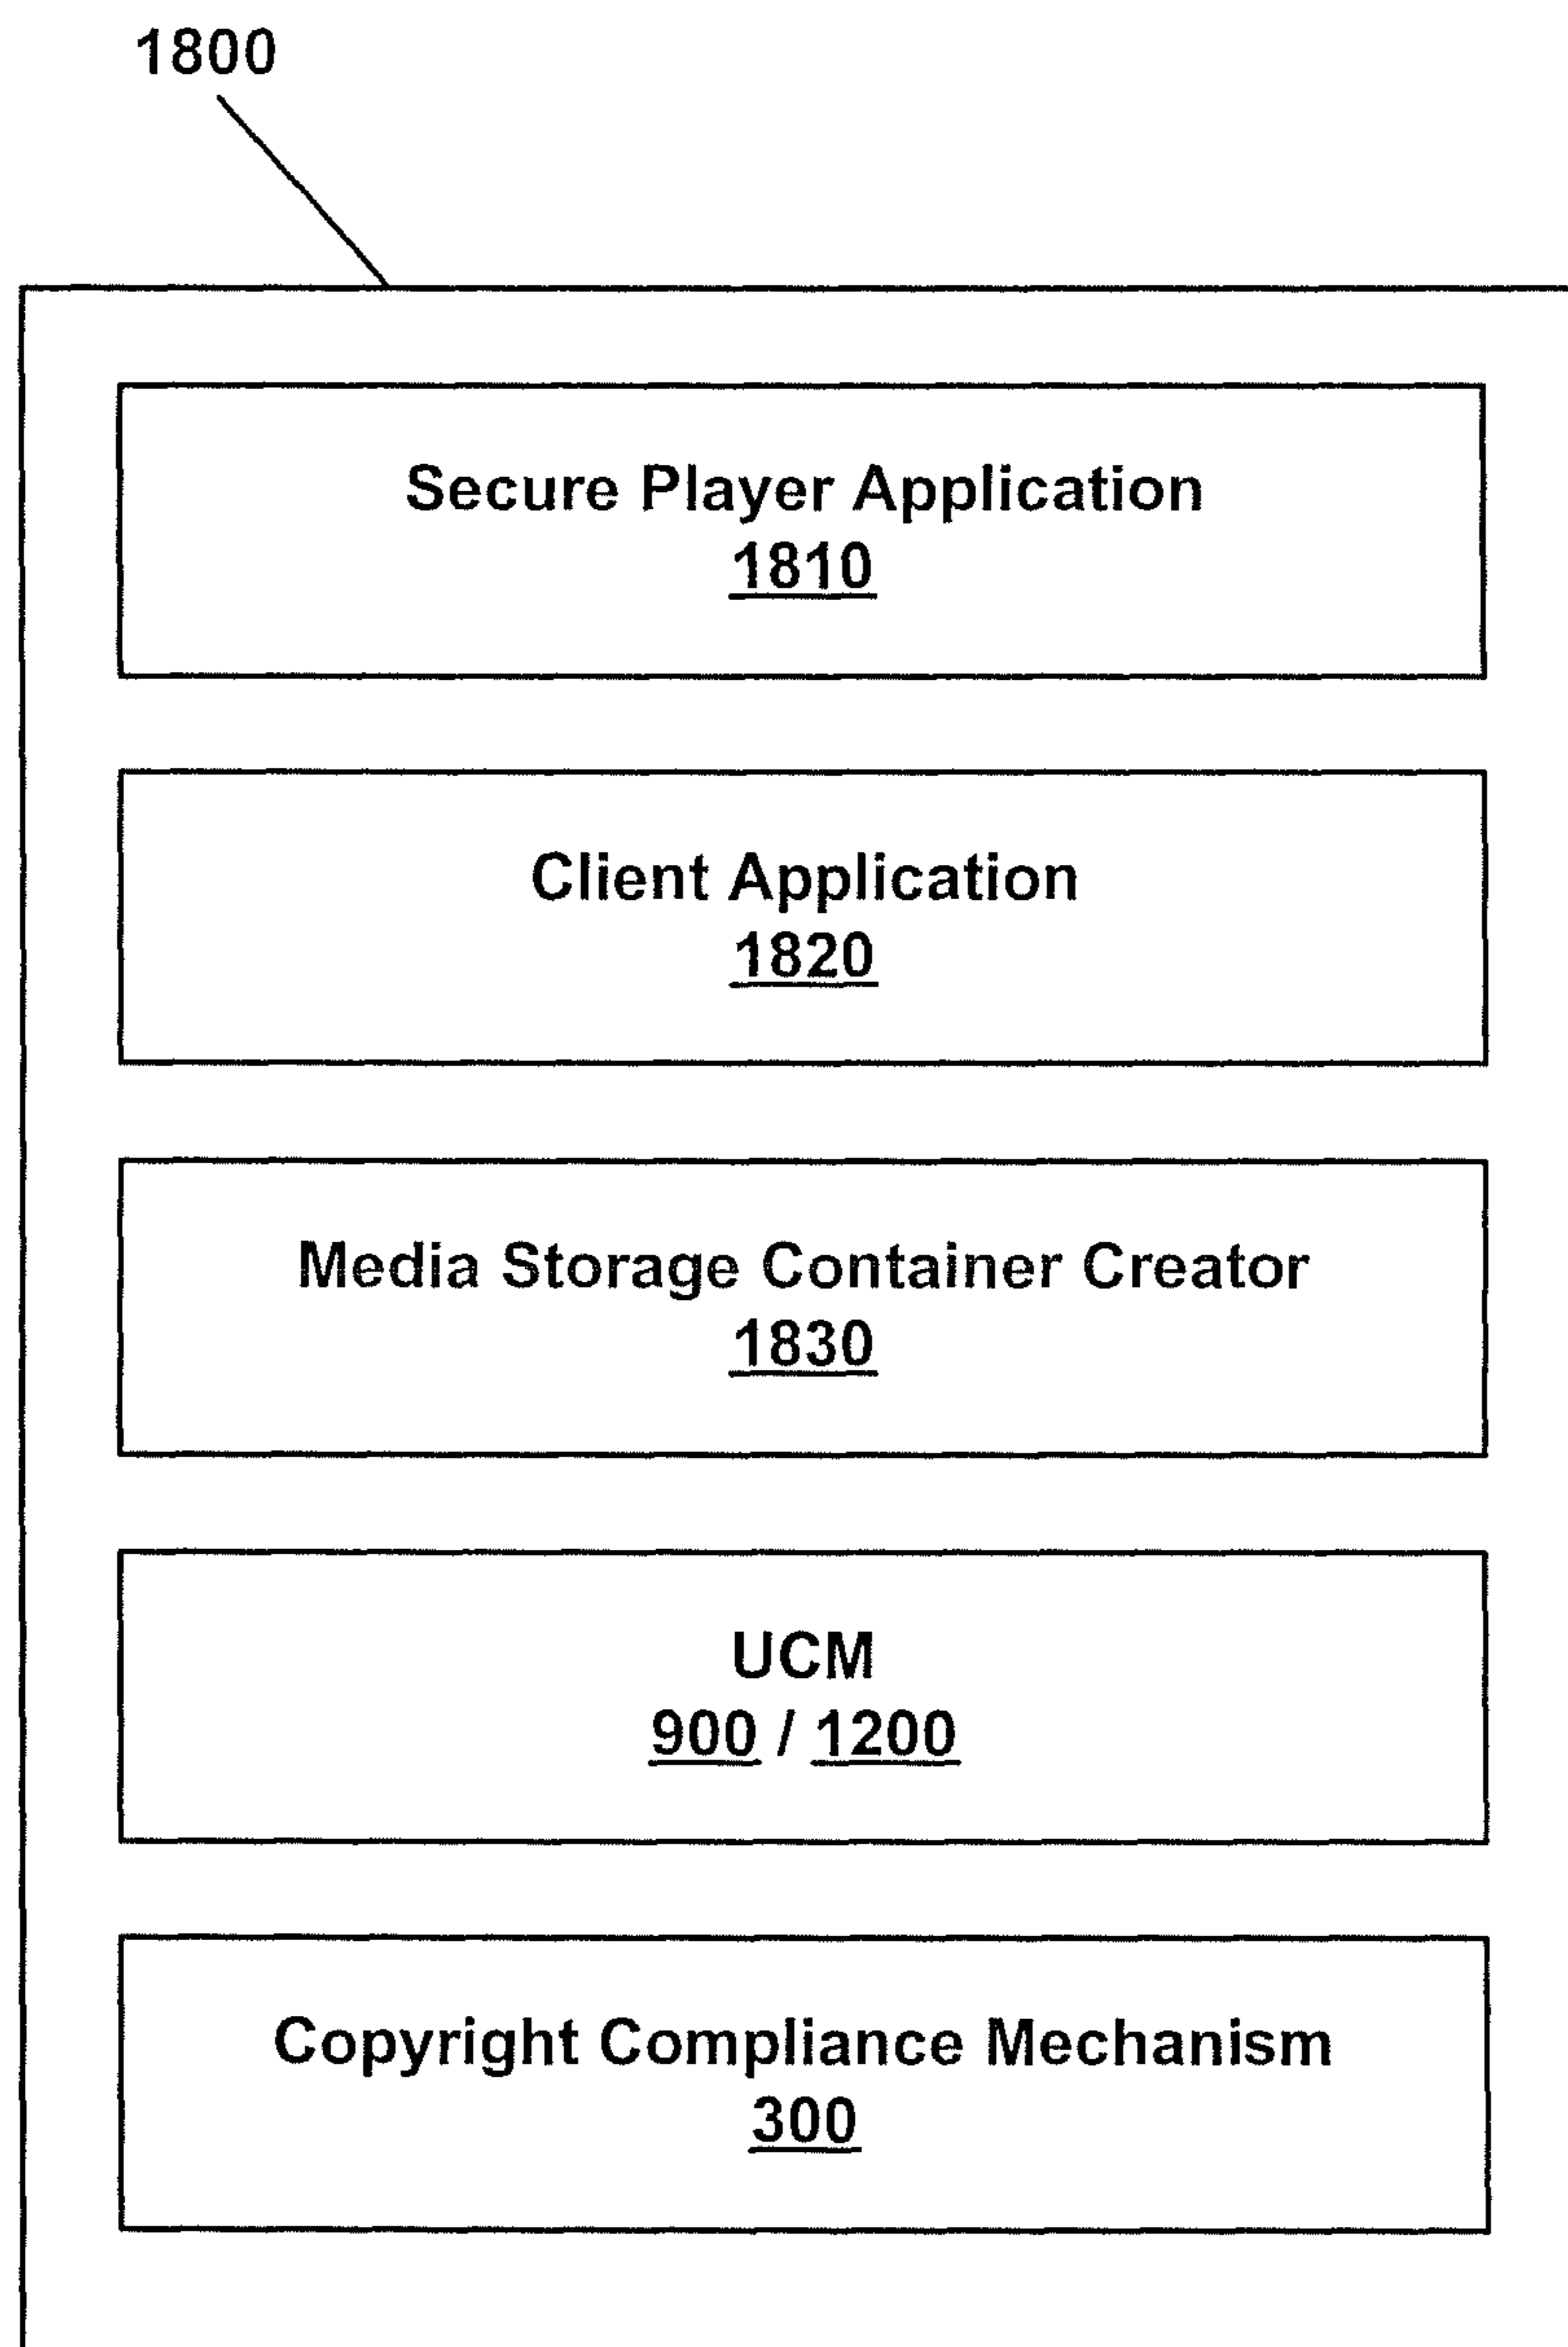 1800
Secure Player Application
1810
Client Application
1820
Media Storage Container Creator
1830
UCM
900 / 1200
Copyright Compliance Mechanism
300